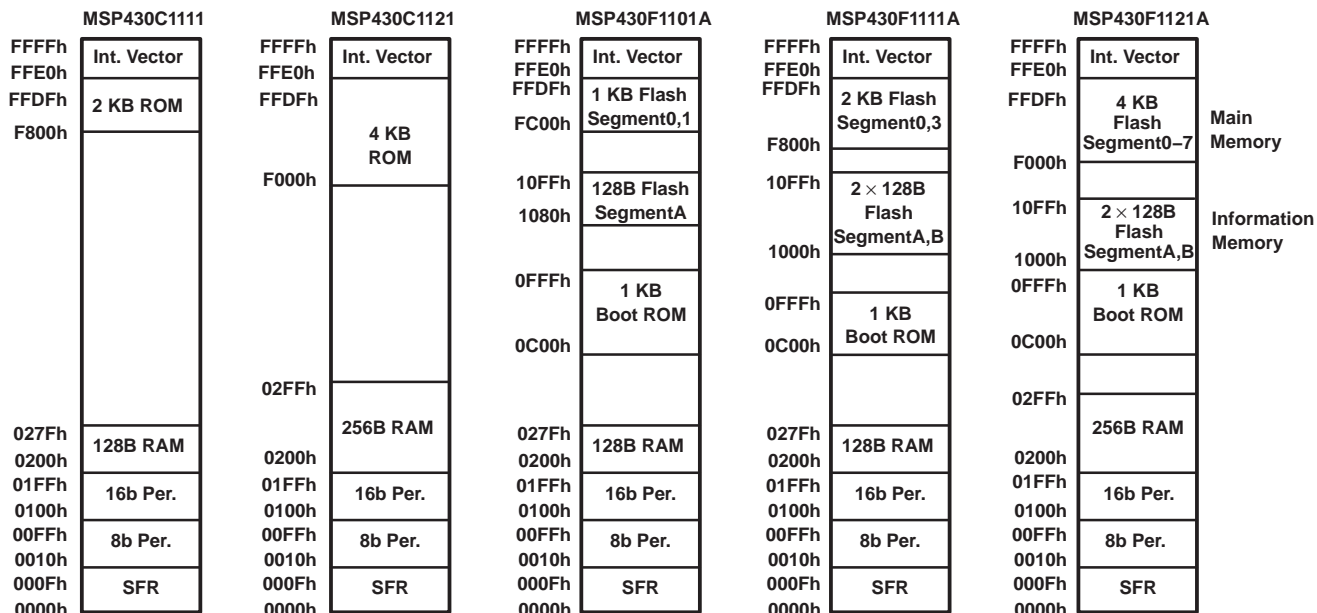 MSP430C1111
FFFFh
FFE0h
FFDFh
F800h
027Fh
0200h
01FFh
0100h
00FFh
0010h
000Fh
0000h
Int. Vector
2 KB ROM
128B RAM
16b Per.
8b Per.
SFR
MSP430C1121
FFFFh
FFE0h
FFDFh
F000h
02FFh
0200h
01FFh
0100h
00FFh
0010h
000Fh
0000h
Int. Vector
4 KB
ROM
256B RAM
16b Per.
8b Per.
SFR
MSP430F1101A
FFFFh
FFE0h
FFDFh
FC00h
10FFh
1080h
0FFFh
0C00h
027Fh
0200h
01FFh
0100h
00FFh
0010h
000Fh
0000h
Int. Vector
1 KB Flash
Segment0,1
128B Flash
SegmentA
1 KB
Boot ROM
128B RAM
16b Per.
8b Per.
SFR
MSP430F1111A
FFFFh
FFE0h
FFDFh
F800h
10FFh
1000h
0FFFh
0C00h
027Fh
0200h
01FFh
0100h
00FFh
0010h
000Fh
0000h
Int. Vector
2 KB Flash
Segment0,3
2 × 128B
Flash
SegmentA,B
1 KB
Boot ROM
128B RAM
16b Per.
8b Per.
SFR
MSP430F1121A
FFFFh
FFE0h
FFDFh
F000h
10FFh
1000h
0FFFh
0C00h
02FFh
0200h
01FFh
0100h
00FFh
0010h
000Fh
0000h
Int. Vector
4 KB
Flash
Segment0–7
2 × 128B
Flash
SegmentA,B
1 KB
Boot ROM
256B RAM
16b Per.
8b Per.
SFR
Main
Memory
Information
Memory